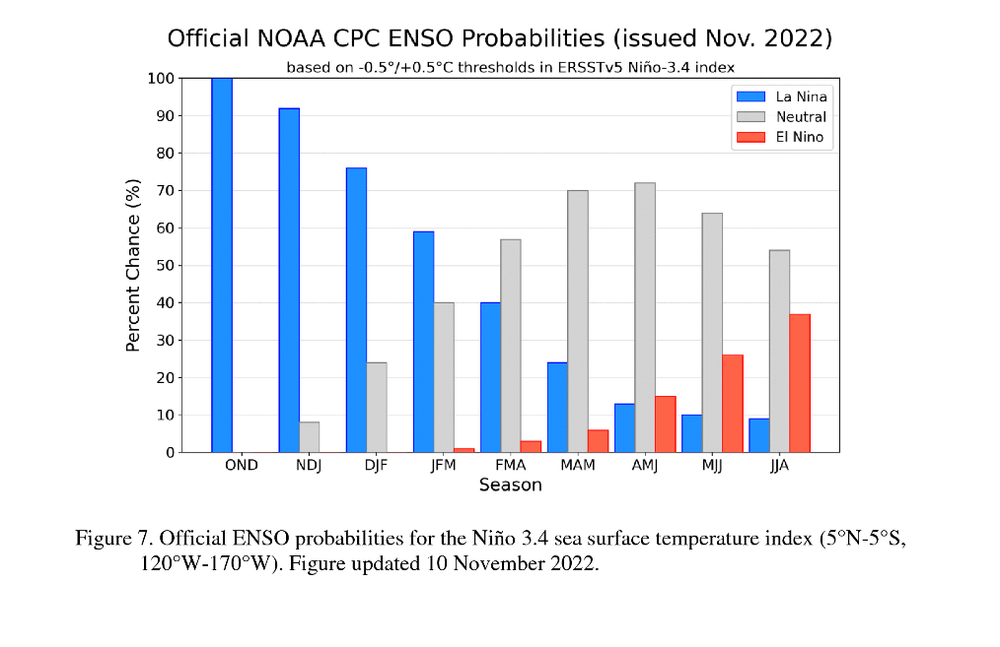 Official NOAA CPC ENSO Probabilities (issued Nov. 2022)
based on -0.5°/+0.5°C thresholds in ERSSTv5 Niño-3.4 index
100
90
80
70
60
50
40
30
20
10
0
Percent Chance (%)
La Nina
Neutral
El Nino
OND NDJ DJF JFM FMA MAM AMJ MJJ JJA
Season
Figure 7. Official ENSO probabilities for the Niño 3.4 sea surface temperature index (5°N-5°S,
120°W-170°W). Figure updated 10 November 2022.